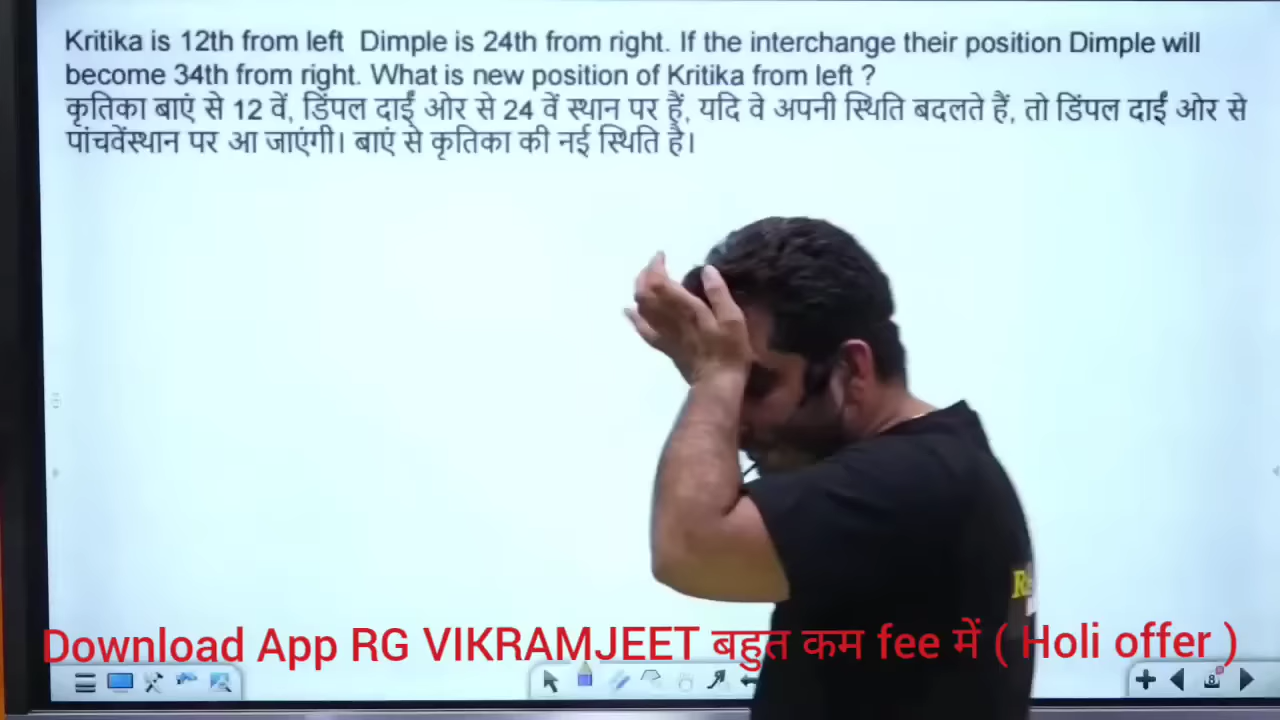 Kritika is 12th from left Dimple is 24th from right. If the interchange their position Dimple will
become 34th from right. What is new position of Kritika from left ?
कृतिका बाएं से 12 वें, डिंपल दाईं ओर से 24 वें स्थान पर हैं, यदि वे अपनी स्थिति बदलते हैं, तो डिंपल दाईं ओर से
पांचवेंस्थान पर आ जाएंगी। बाएं से कृतिका की नई स्थिति है।
Download App RG VIKRAMJEET बहुत कम fee में ( Holi offer )
8